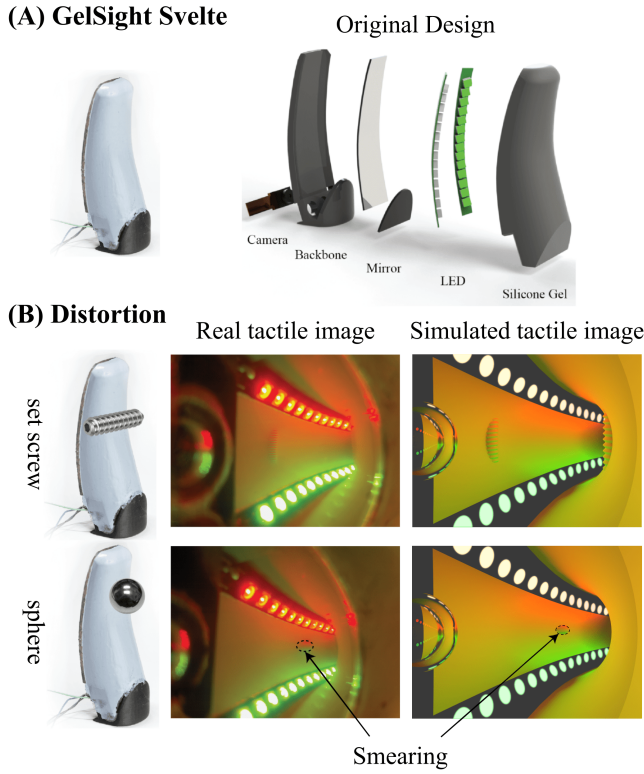 (A) GelSight Svelte
Original Design
Camera
Backbone
Mirror
LED
Silicone Gel
(B) Distortion
Real tactile image
Simulated tactile image
set screw
sphere
Smearing